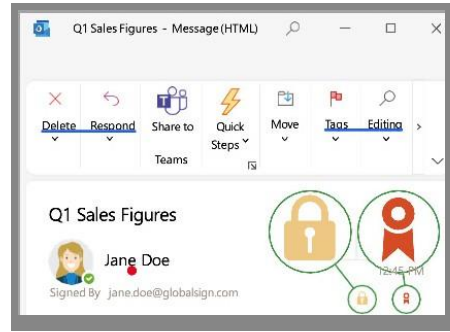 Q1 Sales Figures - Message (HTML)
Delete Respond Share to Teams Quick Steps Move Tags Editing
Q1 Sales Figures
Jane Doe
12:45 PM
Signed By jane.doe@globalsign.com